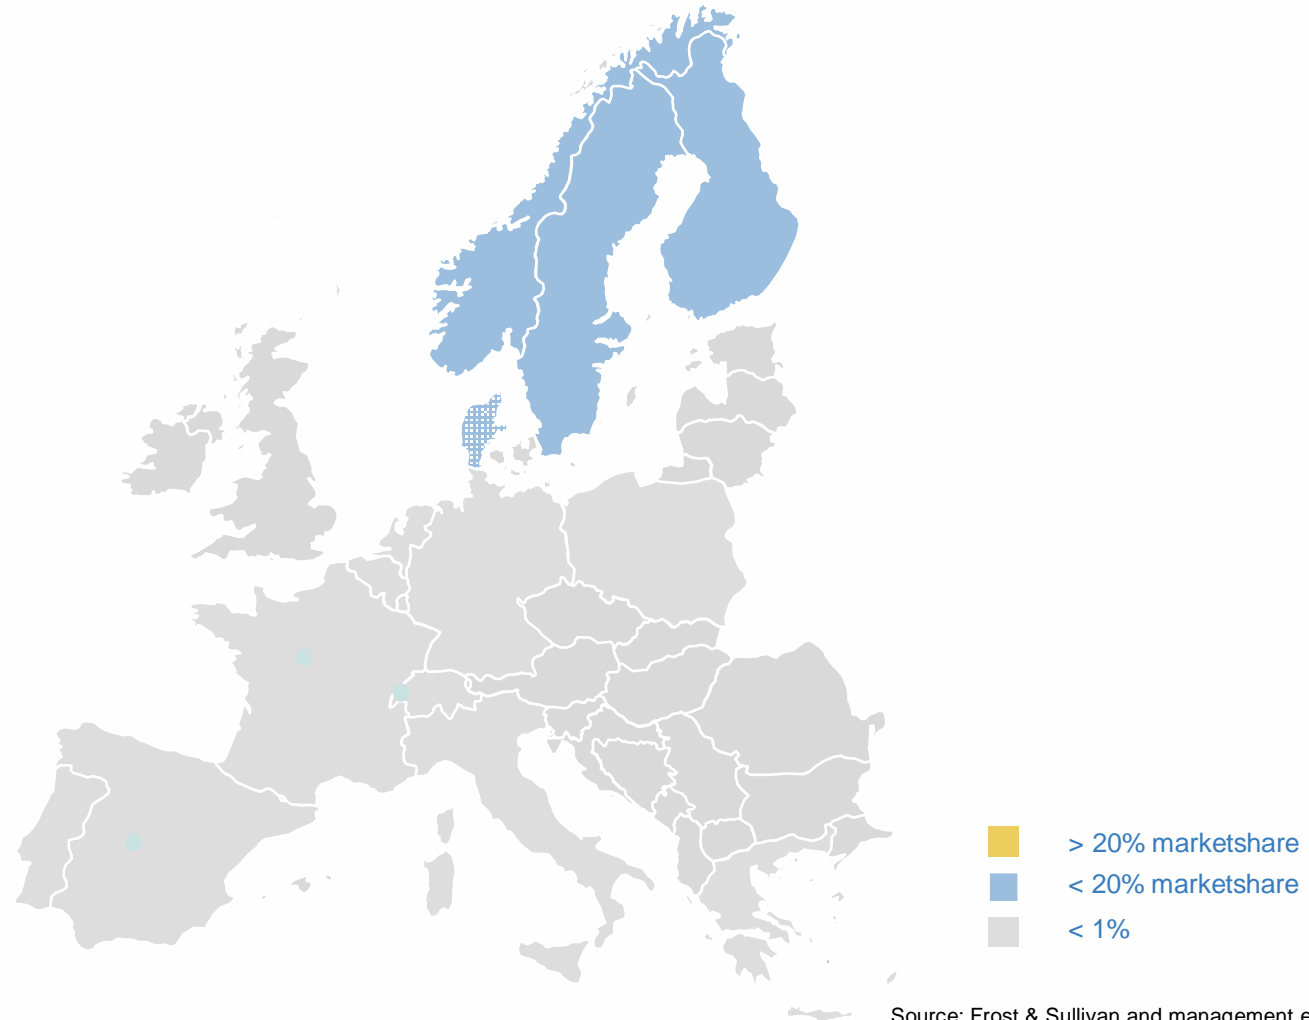 > 20% marketshare
< 20% marketshare
< 1%
Source: Frost & Sullivan and management